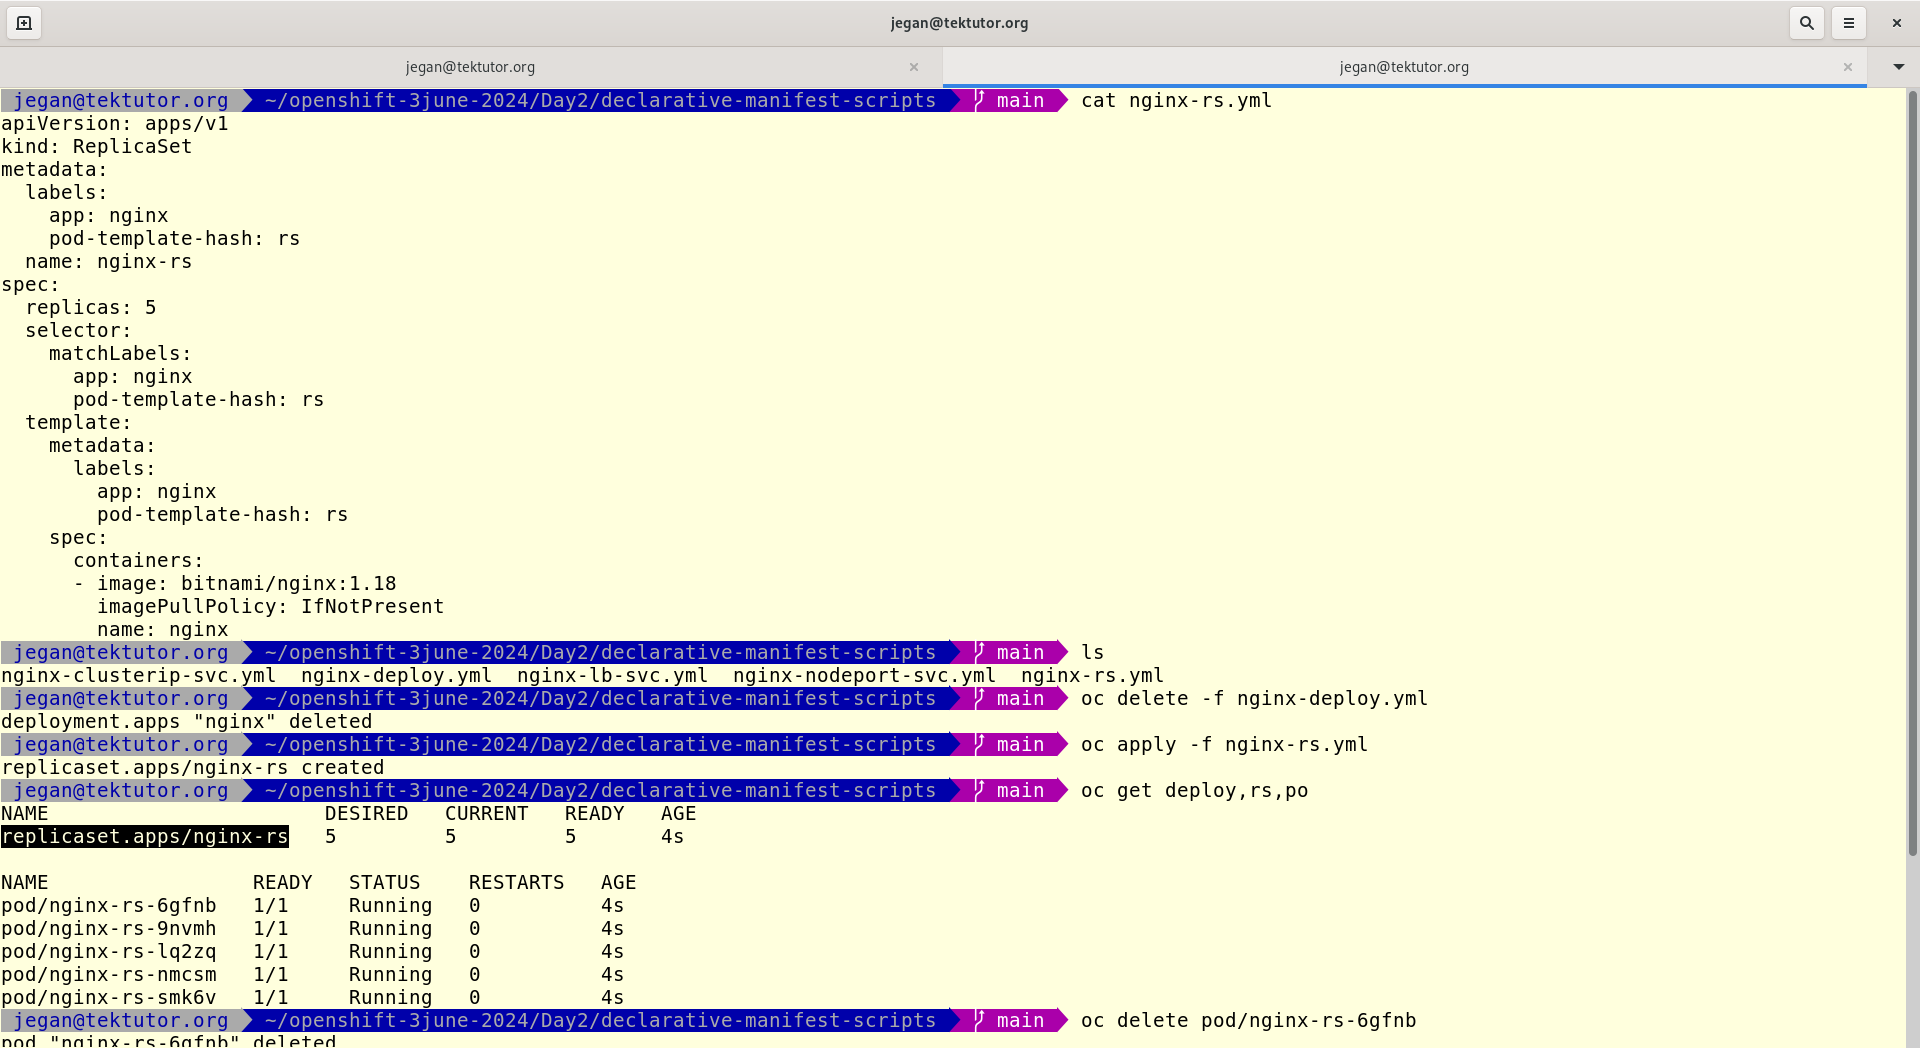 jegan@tektutor.org
jegan@tektutor.org
jegan@tektutor.org
jegan@tektutor.org ~/openshift-3june-2024/Day2/declarative-manifest-scripts main cat nginx-rs.yml
apiVersion: apps/v1
kind: ReplicaSet
metadata:
  labels:
    app: nginx
    pod-template-hash: rs
  name: nginx-rs
spec:
  replicas: 5
  selector:
    matchLabels:
      app: nginx
      pod-template-hash: rs
  template:
    metadata:
      labels:
        app: nginx
        pod-template-hash: rs
    spec:
      containers:
      - image: bitnami/nginx:1.18
        imagePullPolicy: IfNotPresent
        name: nginx
jegan@tektutor.org ~/openshift-3june-2024/Day2/declarative-manifest-scripts main ls
nginx-clusterip-svc.yml  nginx-deploy.yml  nginx-lb-svc.yml  nginx-nodeport-svc.yml  nginx-rs.yml
jegan@tektutor.org ~/openshift-3june-2024/Day2/declarative-manifest-scripts main oc delete -f nginx-deploy.yml
deployment.apps "nginx" deleted
jegan@tektutor.org ~/openshift-3june-2024/Day2/declarative-manifest-scripts main oc apply -f nginx-rs.yml
replicaset.apps/nginx-rs created
jegan@tektutor.org ~/openshift-3june-2024/Day2/declarative-manifest-scripts main oc get deploy,rs,po
NAME                       DESIRED   CURRENT   READY   AGE
replicaset.apps/nginx-rs   5         5         5       4s
NAME                 READY   STATUS    RESTARTS   AGE
pod/nginx-rs-6gfnb   1/1     Running   0          4s
pod/nginx-rs-9nvmh   1/1     Running   0          4s
pod/nginx-rs-lq2zq   1/1     Running   0          4s
pod/nginx-rs-nmcsm   1/1     Running   0          4s
pod/nginx-rs-smk6v   1/1     Running   0          4s
jegan@tektutor.org ~/openshift-3june-2024/Day2/declarative-manifest-scripts main oc delete pod/nginx-rs-6gfnb
pod "nginx-rs-6gfnb" deleted